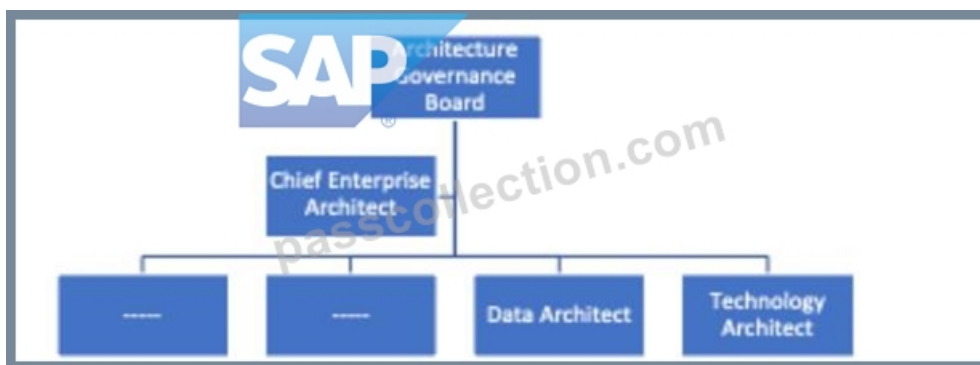 SAP
®
Architecture
Governance
Board
Chief Enterprise
Architect
passcollection.com
-----
-----
Data Architect
Technology
Architect